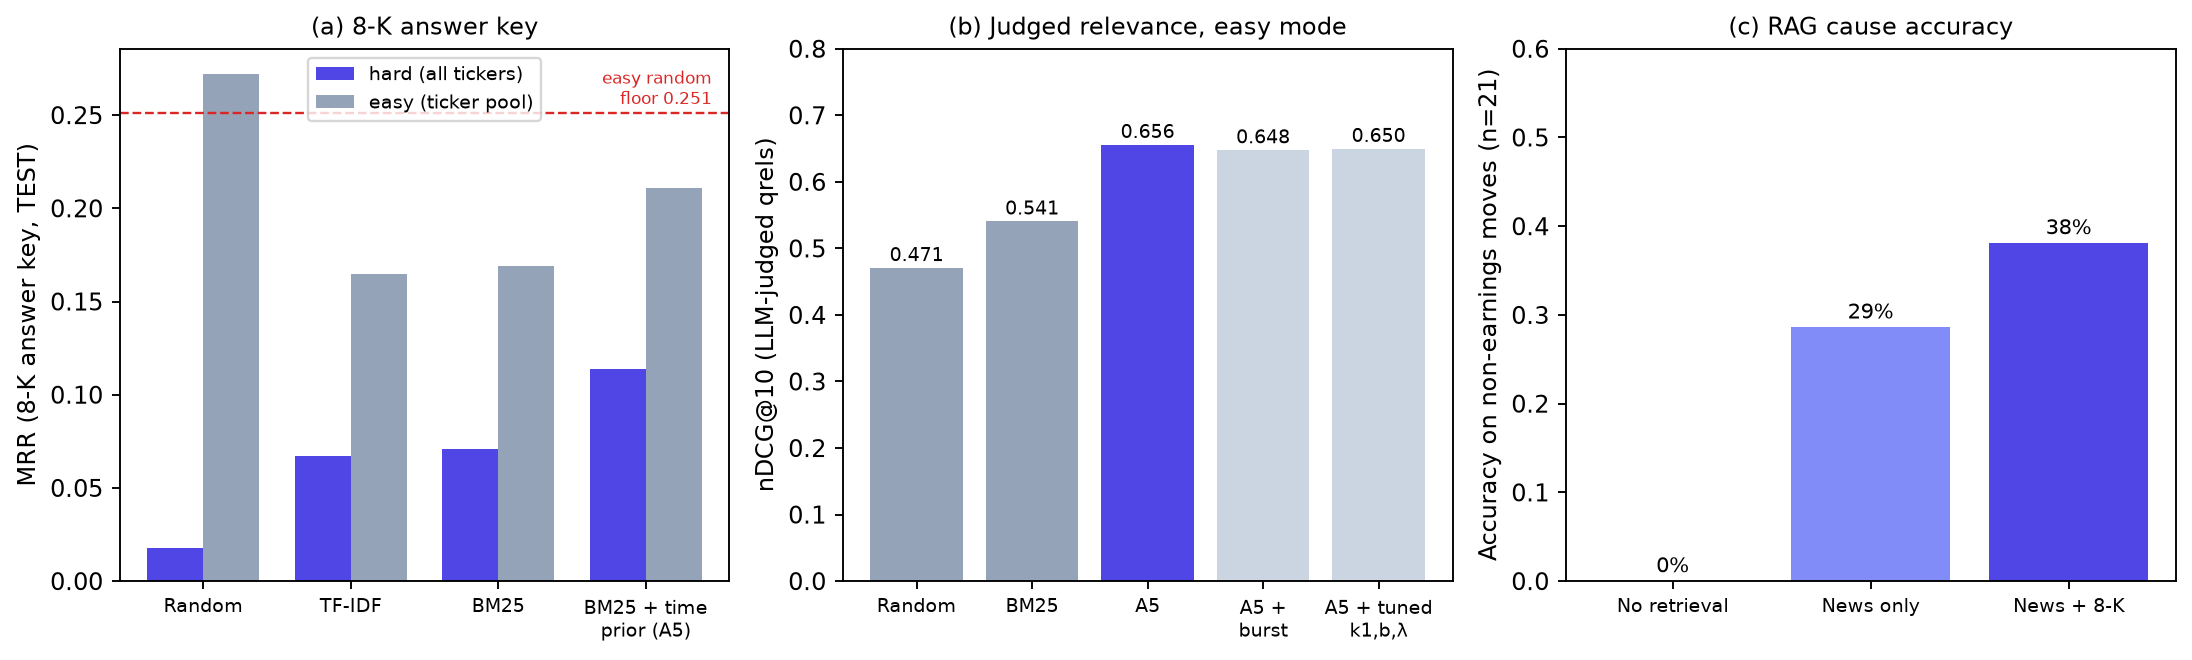 (a) 8-K answer key
MRR (8-K answer key, TEST)
0.25
0.20
0.15
0.10
0.05
0.00
hard (all tickers)
easy (ticker pool)
easy random
floor 0.251
Random
TF-IDF
BM25
BM25 + time
prior (A5)
(b) Judged relevance, easy mode
nDCG@10 (LLM-judged qrels)
0.8
0.7
0.6
0.5
0.4
0.3
0.2
0.1
0.0
0.471
0.541
0.656
0.648
0.650
Random
BM25
A5
A5 +
burst
A5 + tuned
k1,b,λ
(c) RAG cause accuracy
Accuracy on non-earnings moves (n=21)
0.6
0.5
0.4
0.3
0.2
0.1
0.0
0%
29%
38%
No retrieval
News only
News + 8-K